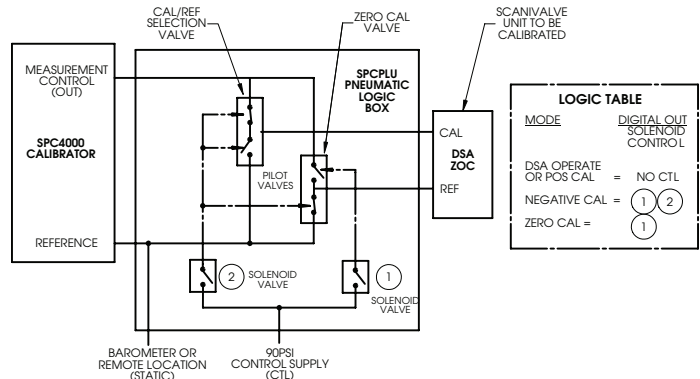 CAL/REF
SELECTION
VALVE
ZERO CAL
VALVE
SCANIVALVE
UNIT TO BE
CALIBRATED
MEASUREMENT
CONTROL
(OUT)
SPC4000
CALIBRATOR
REFERENCE
SPCPLU
PNEUMATIC
LOGIC
BOX
PILOT
VALVES
CAL
DSA
ZOC
REF
2
SOLENOID
VALVE
1
SOLENOID
VALVE
BAROMETER OR
REMOTE LOCATION
(STATIC)
90PSI
CONTROL SUPPLY
(CTL)
LOGIC TABLE
MODE DIGITAL OUT
SOLENOID
CONTROL
DSA OPERATE
OR POS CAL = NO CTL
NEGATIVE CAL = 1 2
ZERO CAL = 1